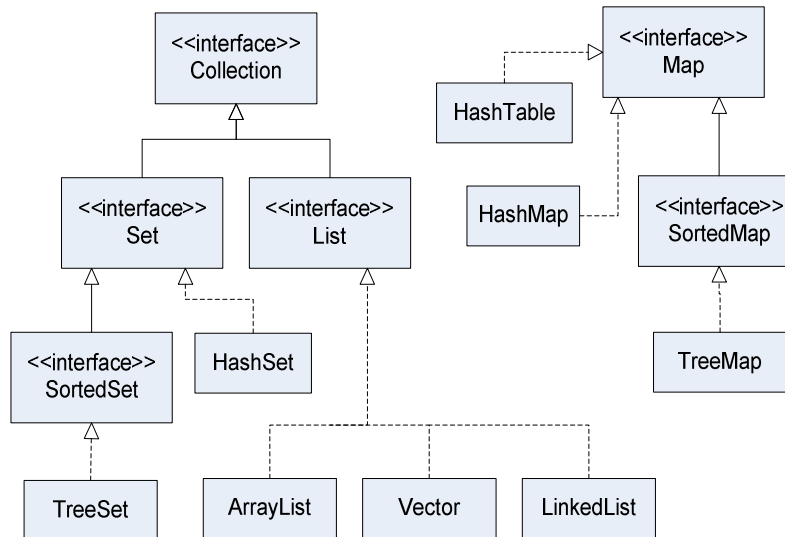 <<interface>>
Collection
<<interface>>
Map
HashTable
<<interface>>
Set
<<interface>>
List
HashMap
<<interface>>
SortedMap
<<interface>>
SortedSet
HashSet
TreeMap
TreeSet
ArrayList
Vector
LinkedList